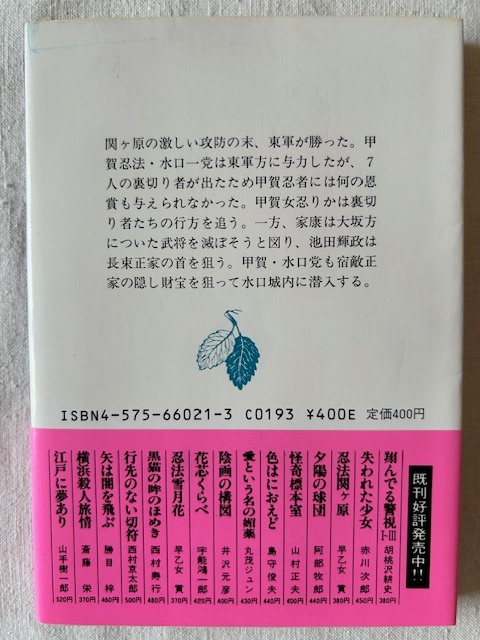 関ヶ原の激しい攻防の末、東軍が勝った。甲
賀忍法・水口一党は東軍方に与力したが、7
人の裏切り者が出たため甲賀忍者には何の恩
賞も与えられなかった。甲賀女忍りかは裏切
り者たちの行方を追う。一方、家康は大坂方
についた武将を滅ぼそうと図り、池田輝政は
長束正家の首を狙う。甲賀・水口党も宿敵正
家の隠し財宝を狙って水口城内に潜入する。
ISBN4-575-66021-3 C0193 ¥400E 定価400円
既刊好評発売中!!
翔んでる警視Ⅰ-Ⅲ 胡桃沢耕史 各380円
失われた少女 赤川次郎 450円
忍法関ヶ原 早乙女貢 380円
夕陽の球団 阿部牧郎 440円
怪奇標本室 山村正夫 400円
色はにおえど 島守俊夫 440円
愛という名の媚薬 丸茂ジュン 430円
陰画の構図 井沢元彦 400円
花芯くらべ 宇能鴻一郎 420円
忍法雪月花 早乙女貢 370円
黒猫の眸のほめき 西村寿行 480円
行先のない切符 西村京太郎 500円
矢は闇を飛ぶ 勝目梓 460円
横浜殺人旅情 斎藤栄 370円
江戸に夢あり 山手樹一郎 520円